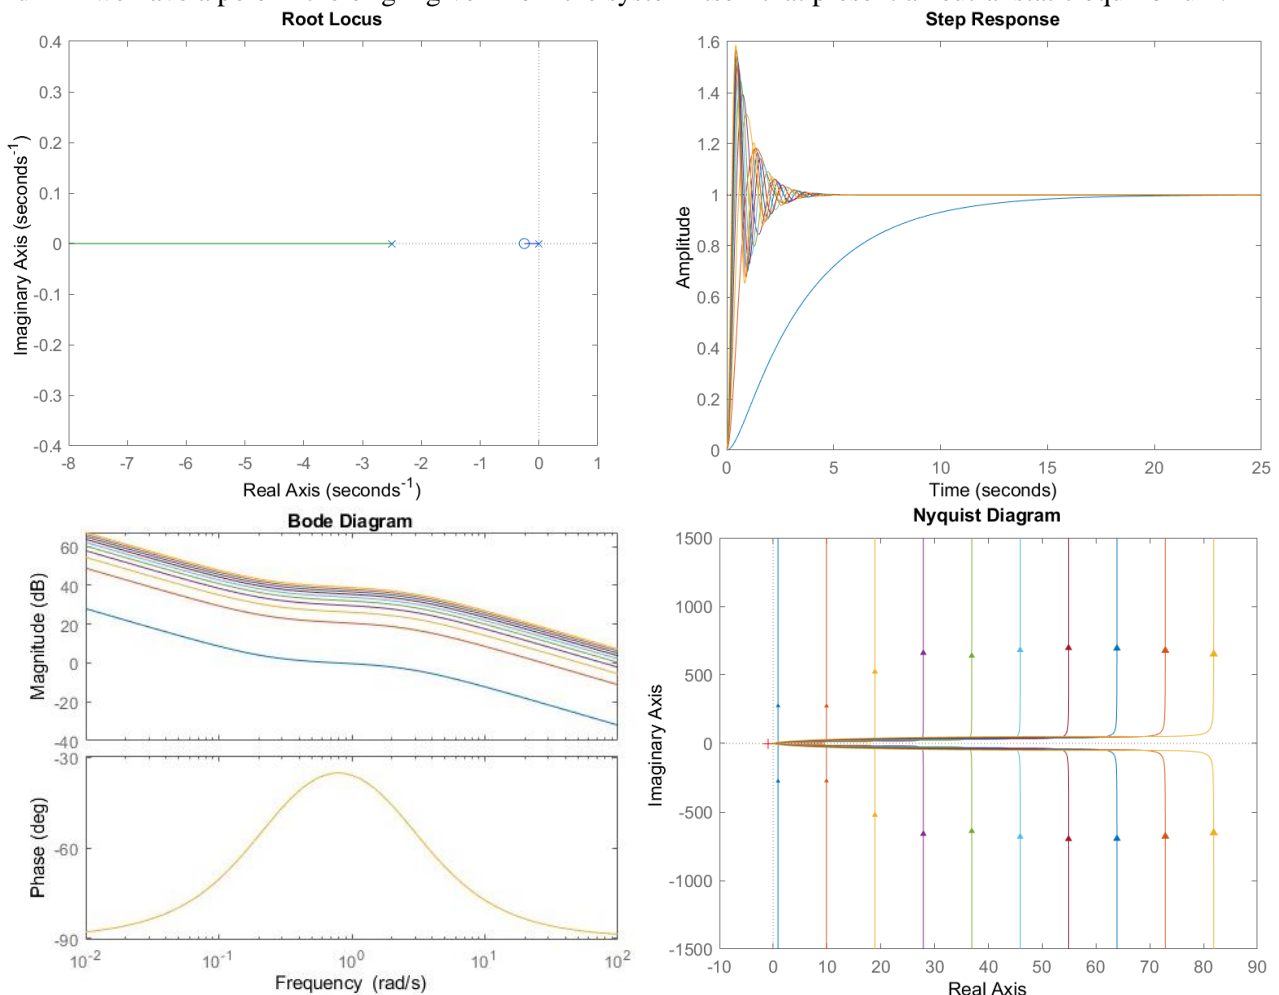 Root Locus
0.4
0.3
0.2
0.1
0
-0.1
-0.2
-0.3
-0.4
Imaginary Axis (seconds-1)
-8 -7 -6 -5 -4 -3 -2 -1 0 1
Real Axis (seconds-1)
Step Response
1.6
1.4
1.2
1
0.8
0.6
0.4
0.2
0
Amplitude
0 5 10 15 20 25
Time (seconds)
Bode Diagram
60
40
20
0
-20
-40
Magnitude (dB)
-30
-60
-90
Phase (deg)
10-2 10-1 100 101 102
Frequency (rad/s)
Nyquist Diagram
1500
1000
500
0
-500
-1000
-1500
Imaginary Axis
-10 0 10 20 30 40 50 60 70 80 90
Real Axis